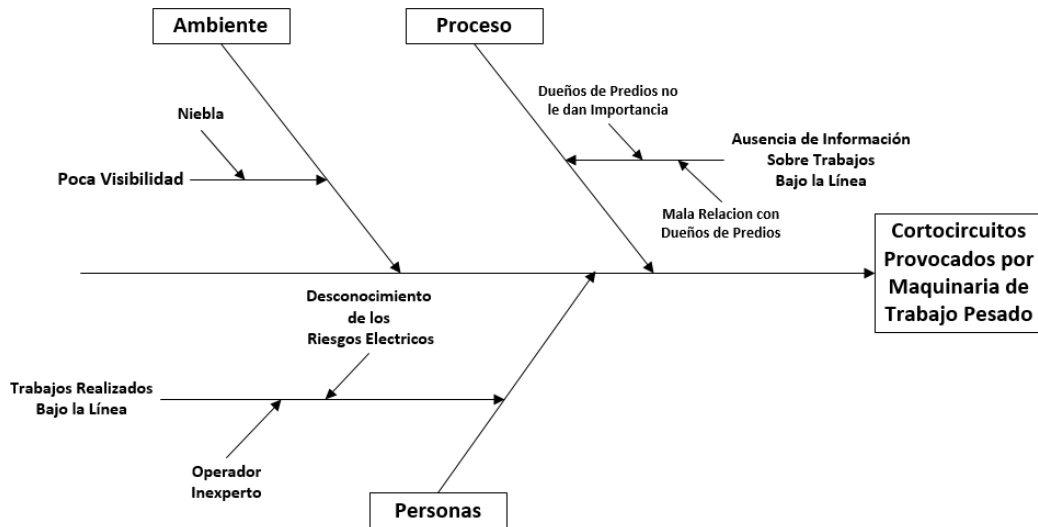 Ambiente
Proceso
Niebla
Poca Visibilidad
Dueños de Predios no
le dan Importancia
Ausencia de Información
Sobre Trabajos
Bajo la Línea
Mala Relacion con
Dueños de Predios
Cortocircuitos
Provocados por
Maquinaria de
Trabajo Pesado
Desconocimiento
de los
Riesgos Electricos
Trabajos Realizados
Bajo la Línea
Operador
Inexperto
Personas